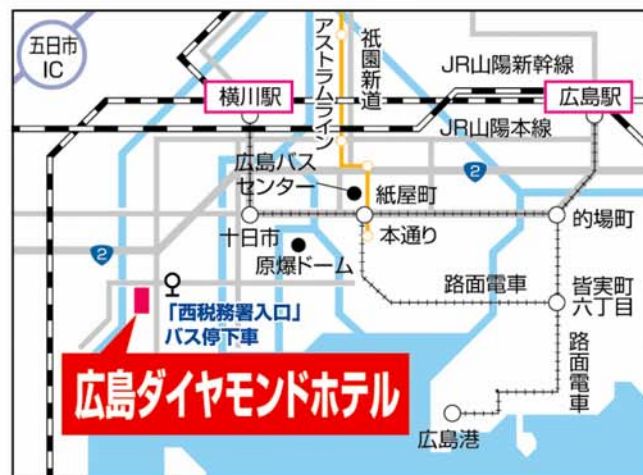 五日市
IC
横川駅
アストラムライン
祇園新道
JR山陽新幹線
広島駅
JR山陽本線
広島バス
センター
紙屋町
2
十日市
本通り
的場町
原爆ドーム
2
「西税務署入口」
バス停下車
路面電車
皆実町
六丁目
路面電車
広島ダイヤモンドホテル
広島港